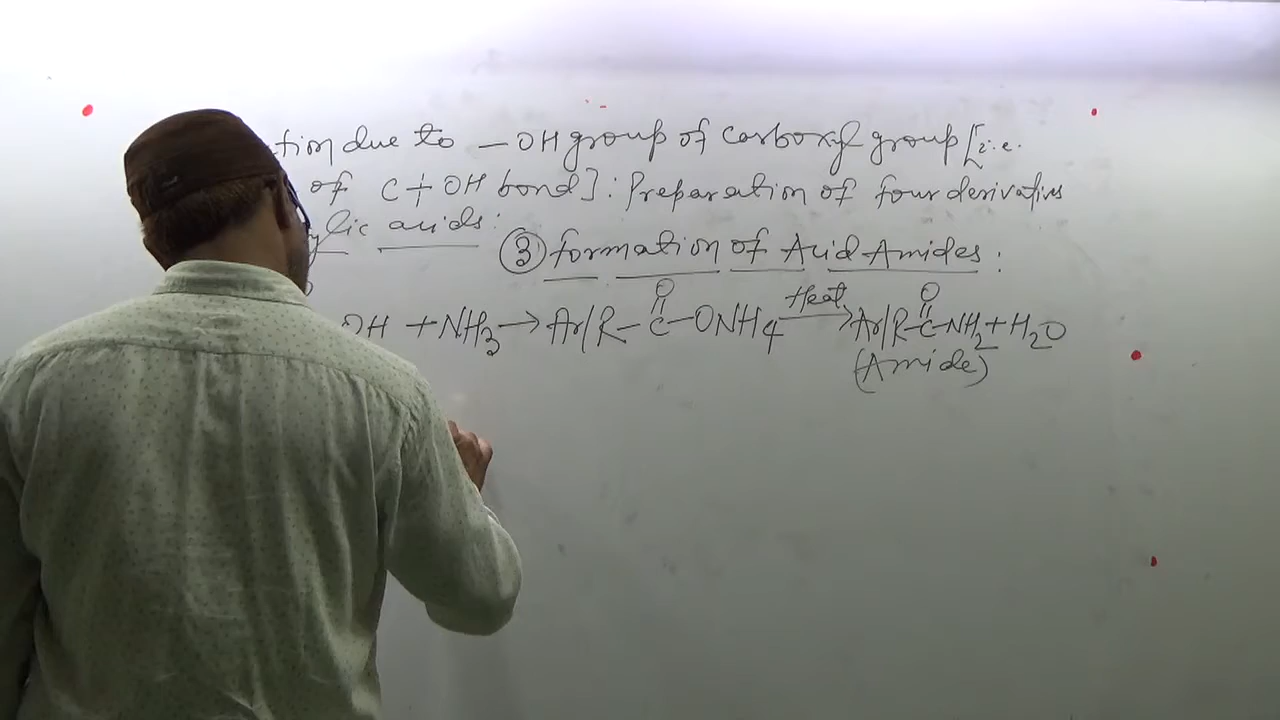 tion due to — OH group of carboxyl group [i.e.
of C + OH bond] : Preparation of four derivatives
ylic acids :
③ Formation of Acid Amides :
OH + NH3 → Ar/R - C - ONH4 Heat → Ar/R - C - NH2 + H2O
O O
(Amide)